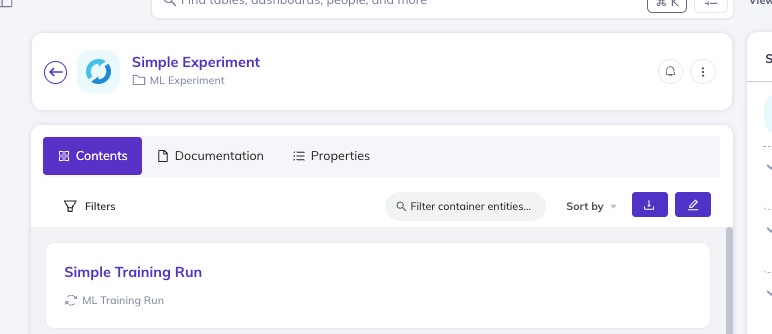 Find tables, dashboards, people, and more
⌘ K
View
Simple Experiment
ML Experiment
S
Contents
Documentation
Properties
Filters
Filter container entities...
Sort by
Simple Training Run
ML Training Run